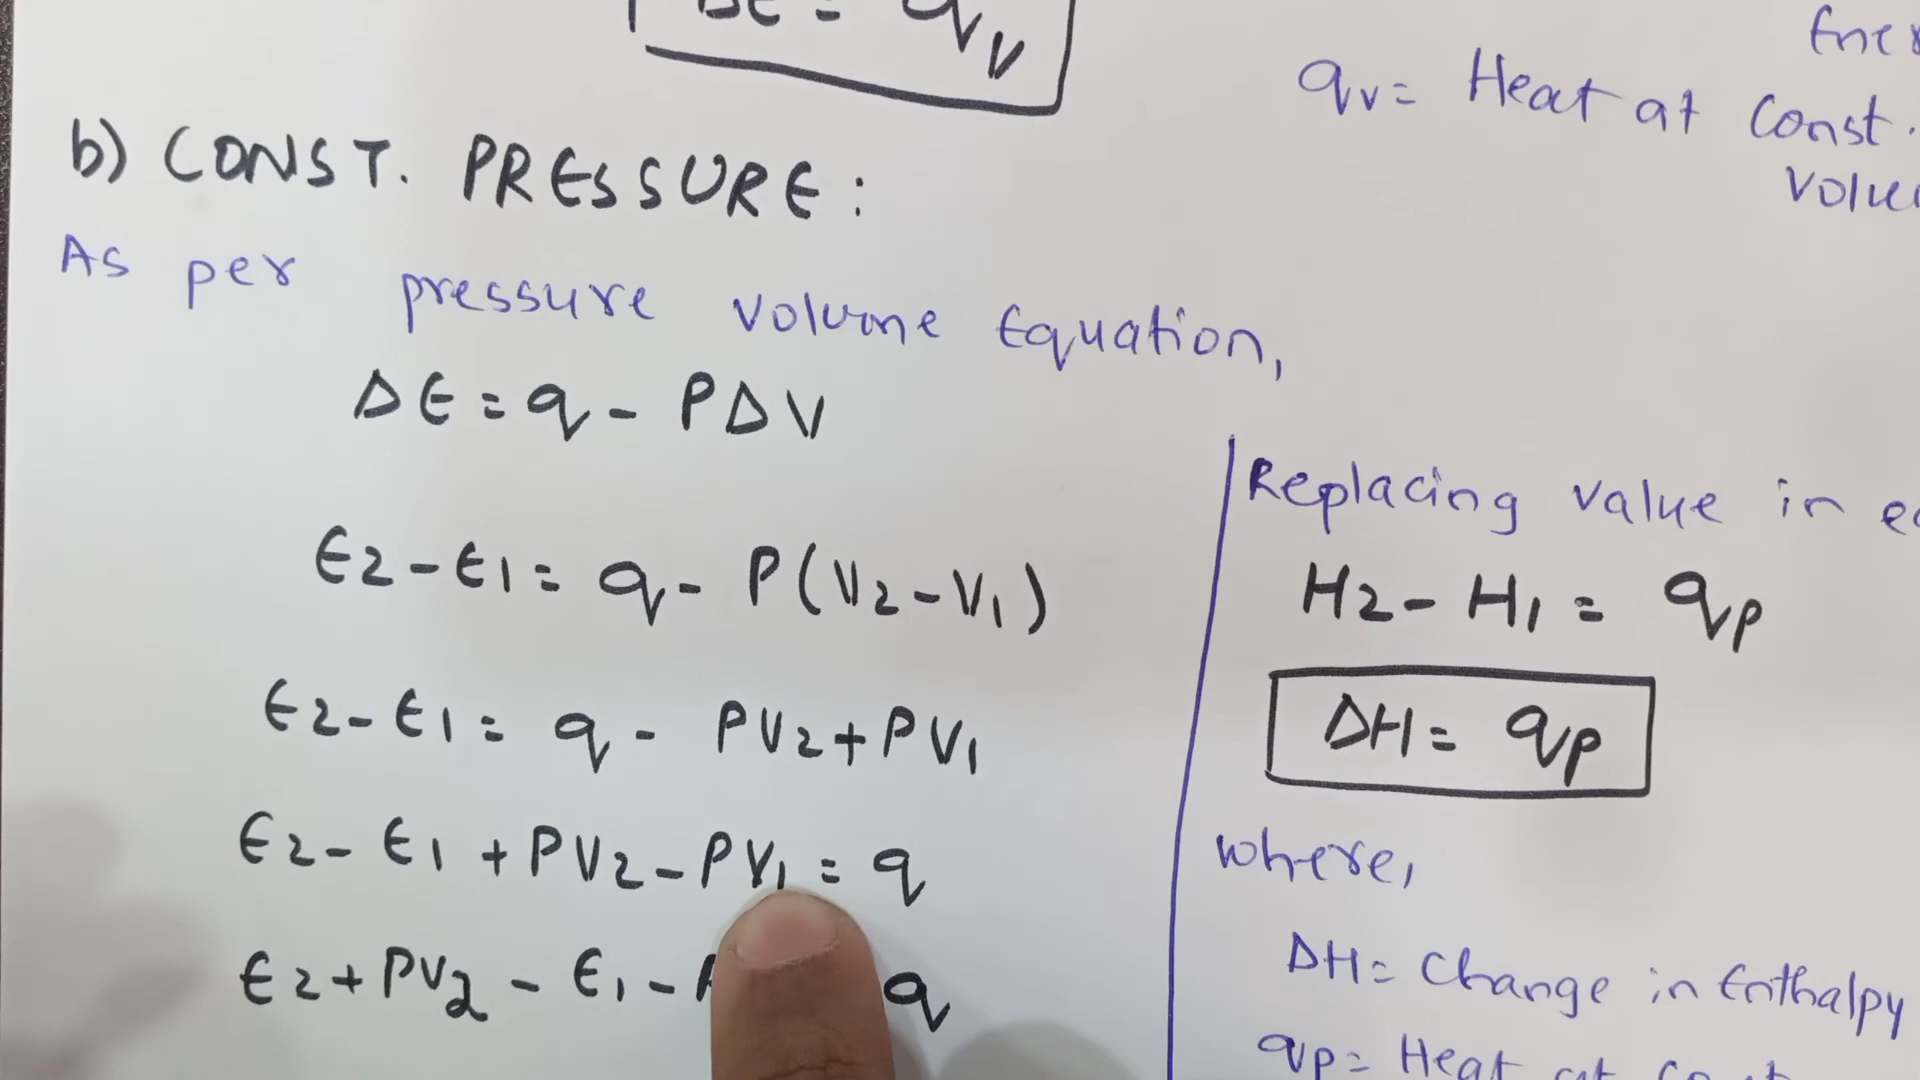 qv = Heat at Const.
b) CONST. PRESSURE:
As per pressure volume Equation,
ΔE = q - PΔV
E2 - E1 = q - P(V2 - V1)
E2 - E1 = q - PV2 + PV1
E2 - E1 + PV2 - PV1 = q
E2 + PV2 - E1 - q
Replacing value in
H2 - H1 = qp
ΔH = qp
where,
ΔH = Change in Enthalpy
qp = Heat at